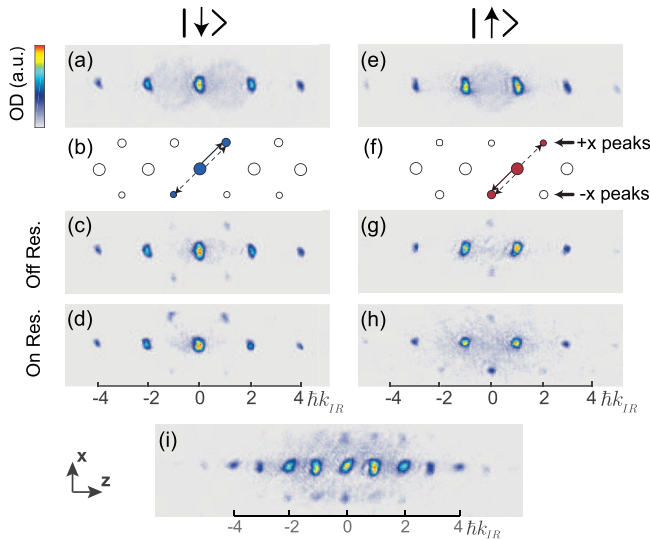 |↓⟩ |↑⟩
OD (a.u.)
(a) (e)
(b) (f) +x peaks
-x peaks
Off Res. (c) (g)
On Res. (d) (h)
-4 -2 0 2 4 ℏk_IR -4 -2 0 2 4 ℏk_IR
(i)
x
z
-4 -2 0 2 4 ℏk_IR